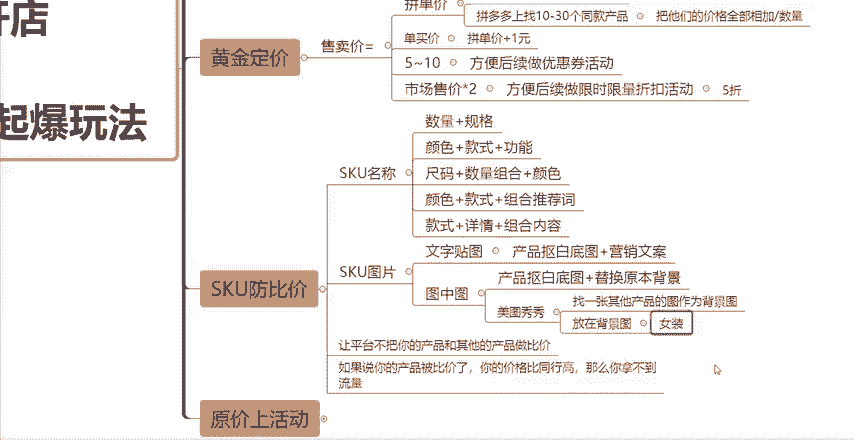 开店
起爆玩法
黄金定价
售卖价=
拼单价
拼多多上找10-30个同款产品
把他们的价格全部相加/数量
单买价
拼单价+1元
5~10
方便后续做优惠券活动
市场售价*2
方便后续做限时限量折扣活动
5折
SKU防比价
SKU名称
数量+规格
颜色+款式+功能
尺码+数量组合+颜色
颜色+款式+组合推荐词
款式+详情+组合内容
SKU图片
文字贴图
产品抠白底图+营销文案
图中图
产品抠白底图+替换原本背景
美图秀秀
找一张其他产品的图作为背景图
放在背景图
女装
让平台不把你的产品和其他的产品做比价
如果说你的产品被比价了，你的价格比同行高，那么你拿不到
流量
原价上活动